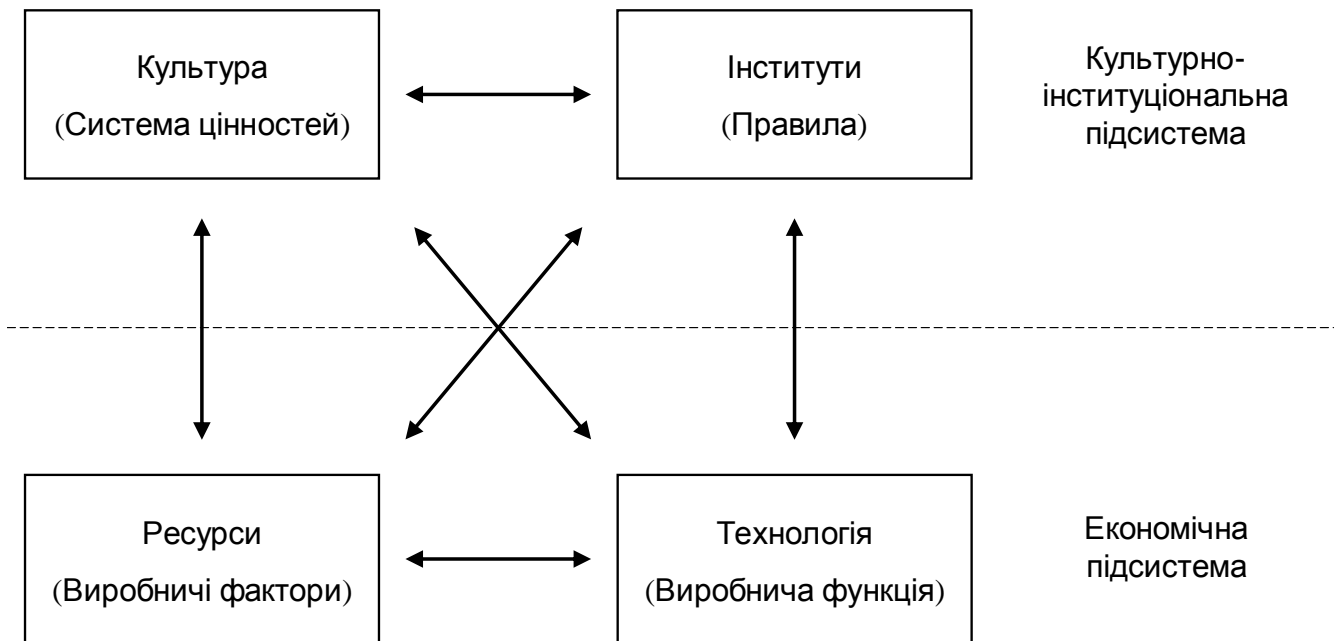 Культура
(Система цінностей)
Інститути
(Правила)
Культурно-
інституціональна
підсистема
Ресурси
(Виробничі фактори)
Технологія
(Виробнича функція)
Економічна
підсистема